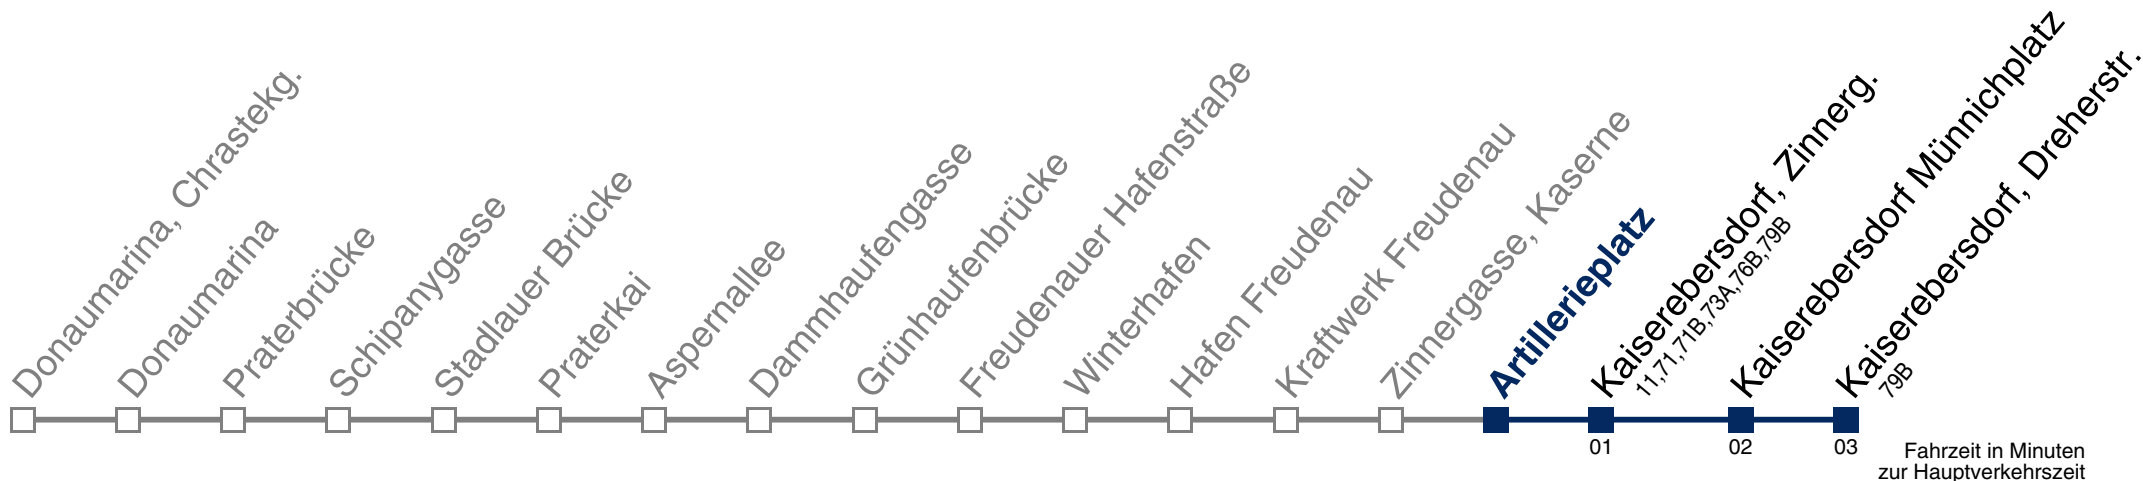 Donaumarina, Chrastekg.
Donaumarina
Praterbrücke
Schipanygasse
Stadlauer Brücke
Praterkai
Aspernallee
Dammhaufengasse
Grünhaufenbrücke
Freudenauer Hafenstraße
Winterhafen
Hafen Freudenau
Kraftwerk Freudenau
Zinnergasse, Kaserne
Artillerieplatz
Kaiserebersdorf, Zinnerg.
11,71,71B,73A,76B,79B
Kaiserebersdorf Münnichplatz
Kaiserebersdorf, Dreherstr.
79B
01
02
03
Fahrzeit in Minuten
zur Hauptverkehrszeit